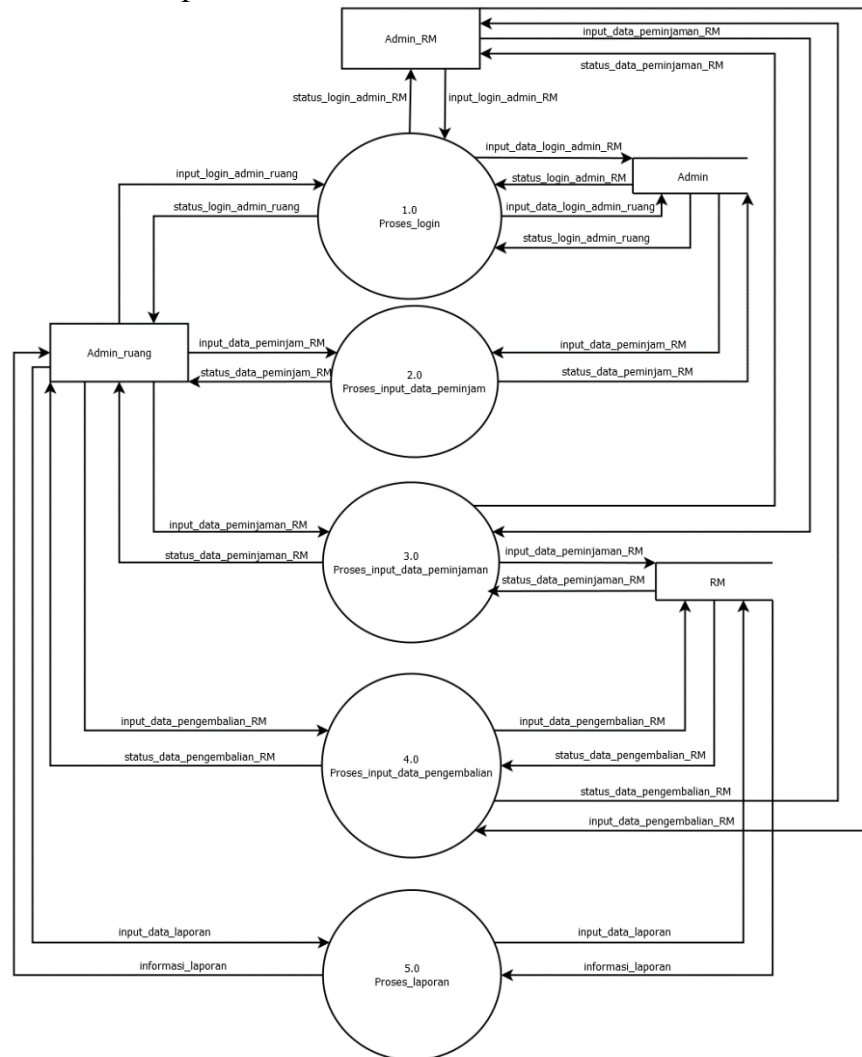 Admin_RM
input_data_peminjaman_RM
status_data_peminjaman_RM
status_login_admin_RM
input_login_admin_RM
input_data_login_admin_RM
input_login_admin_ruang
status_login_admin_RM
Admin
1.0
Proses_login
status_login_admin_ruang
input_data_login_admin_ruang
status_login_admin_ruang
Admin_ruang
input_data_peminjam_RM
input_data_peminjam_RM
status_data_peminjam_RM
2.0
Proses_input_data_peminjam
status_data_peminjam_RM
input_data_peminjaman_RM
status_data_peminjaman_RM
3.0
Proses_input_data_peminjaman
input_data_peminjaman_RM
status_data_peminjaman_RM
RM
input_data_pengembalian_RM
input_data_pengembalian_RM
status_data_pengembalian_RM
4.0
Proses_input_data_pengembalian
status_data_pengembalian_RM
status_data_pengembalian_RM
input_data_pengembalian_RM
input_data_laporan
input_data_laporan
informasi_laporan
5.0
Proses_laporan
informasi_laporan